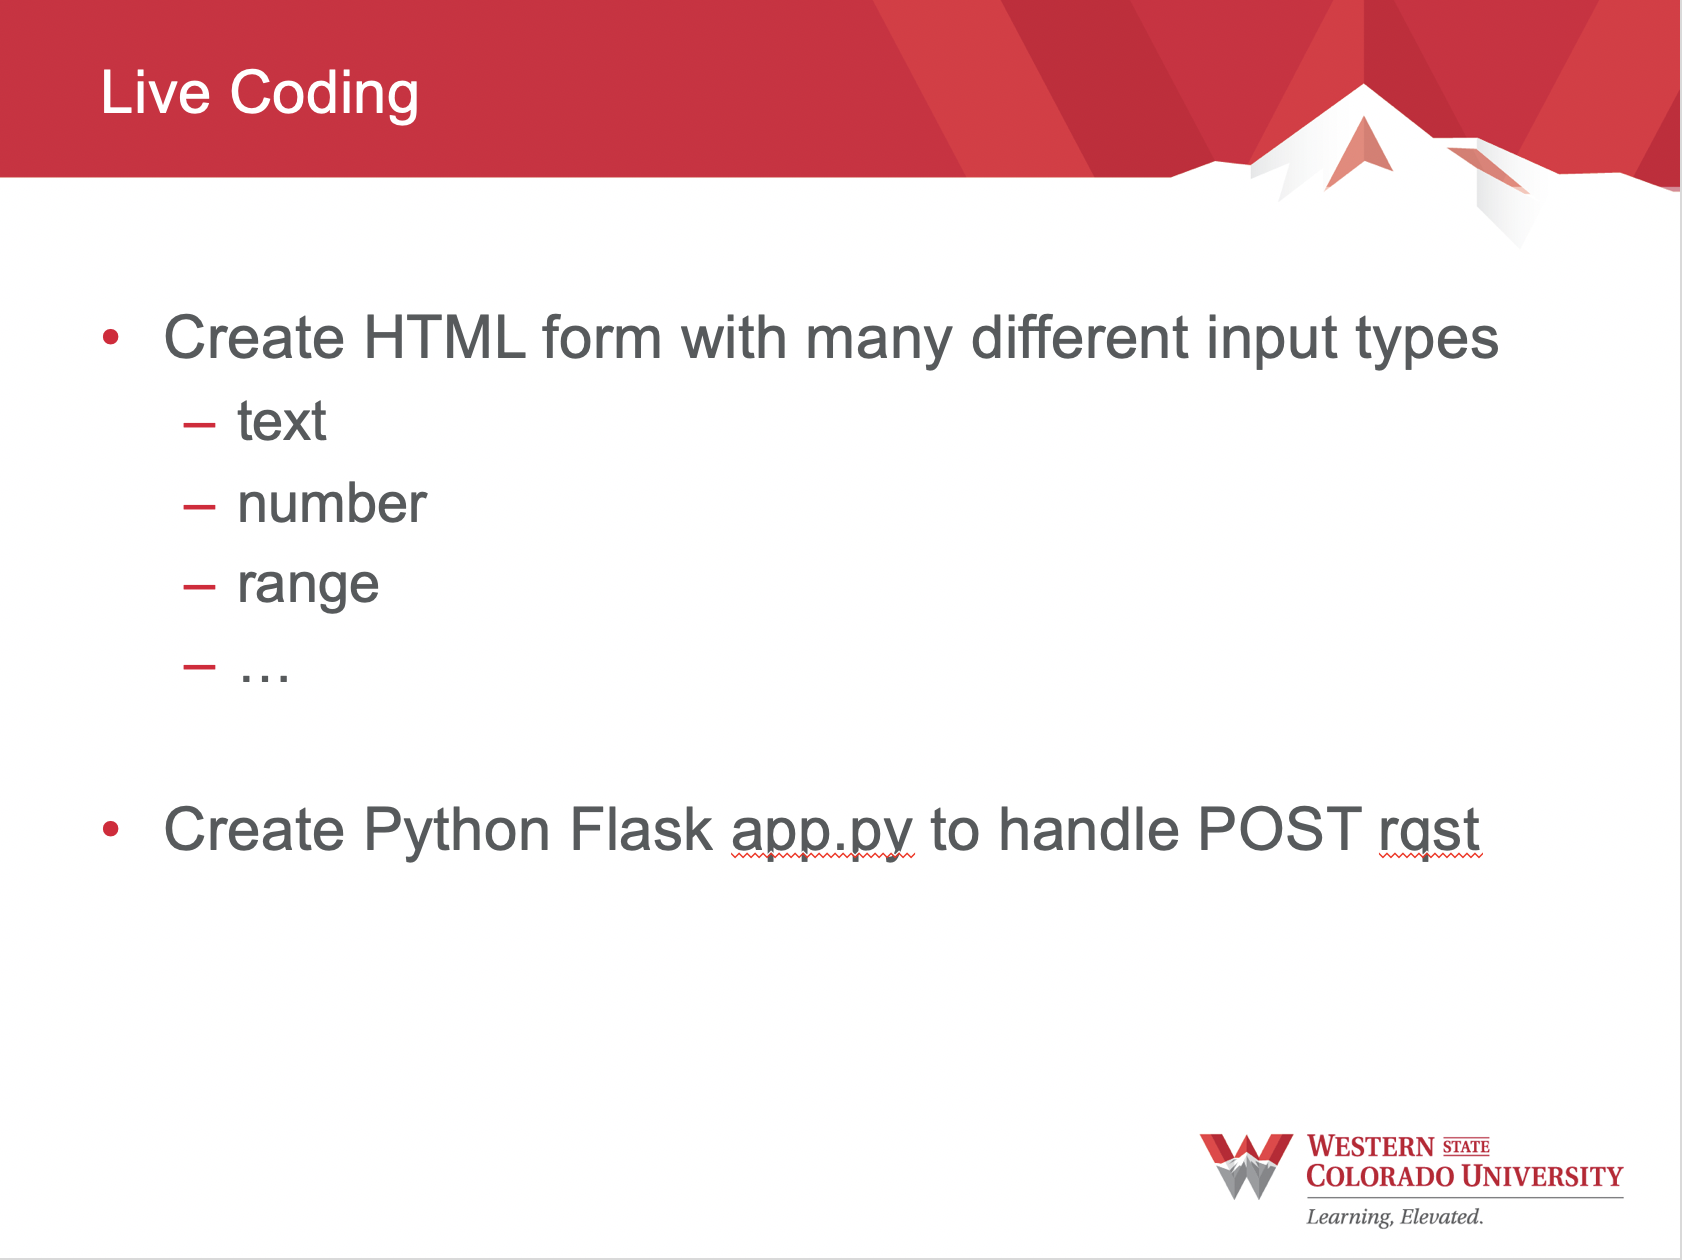 Live Coding
• Create HTML form with many different input types
– text
– number
– range
– …
• Create Python Flask app.py to handle POST rqst
WESTERN STATE
COLORADO UNIVERSITY
Learning, Elevated.